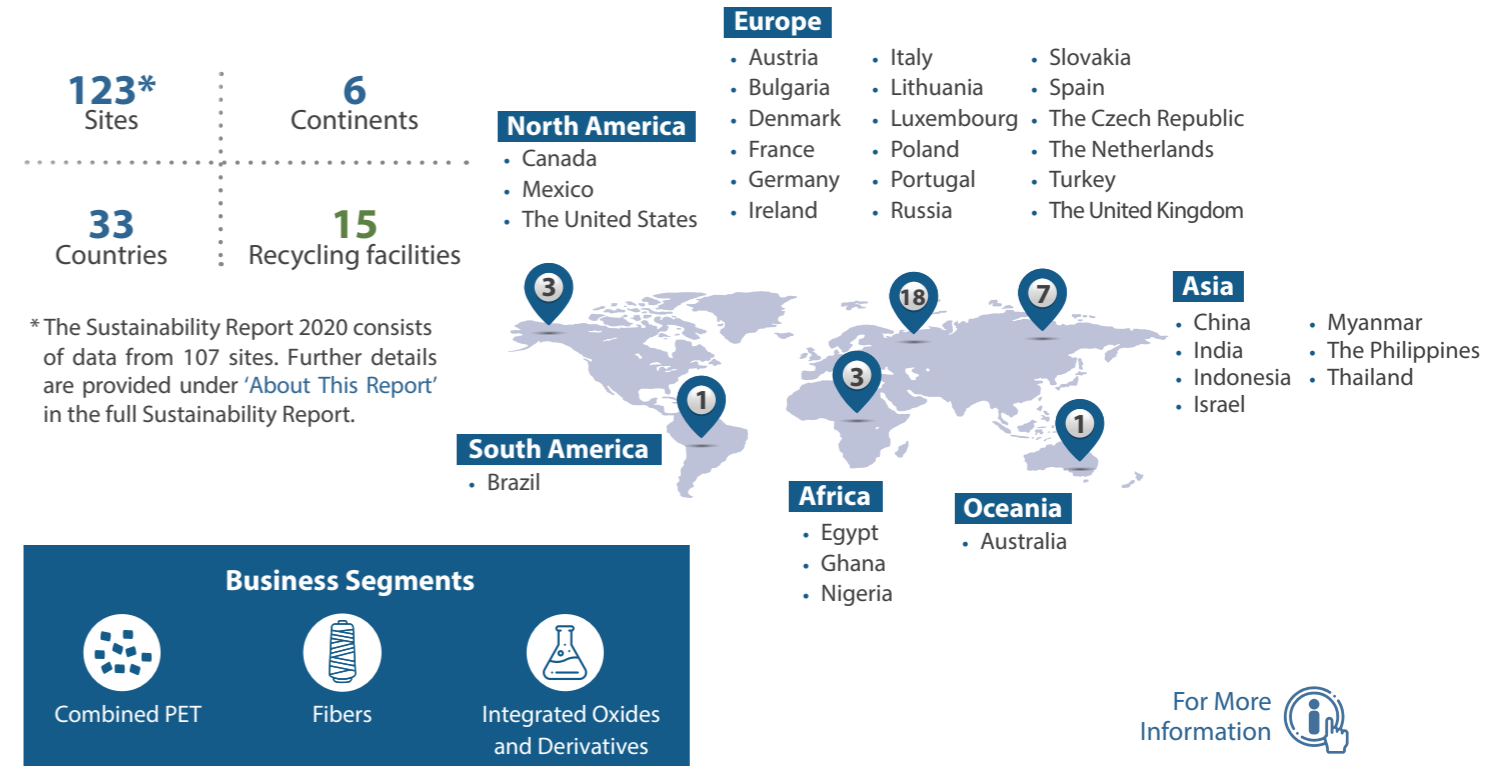 123*
Sites
6
Continents
33
Countries
15
Recycling facilities
* The Sustainability Report 2020 consists
of data from 107 sites. Further details
are provided under ‘About This Report’
in the full Sustainability Report.
North America
• Canada
• Mexico
• The United States
Europe
• Austria
• Bulgaria
• Denmark
• France
• Germany
• Ireland
• Italy
• Lithuania
• Luxembourg
• Poland
• Portugal
• Russia
• Slovakia
• Spain
• The Czech Republic
• The Netherlands
• Turkey
• The United Kingdom
3
18
7
3
1
1
Asia
• China
• India
• Indonesia
• Israel
• Myanmar
• The Philippines
• Thailand
South America
• Brazil
Africa
• Egypt
• Ghana
• Nigeria
Oceania
• Australia
Business Segments
Combined PET
Fibers
Integrated Oxides
and Derivatives
For More
Information